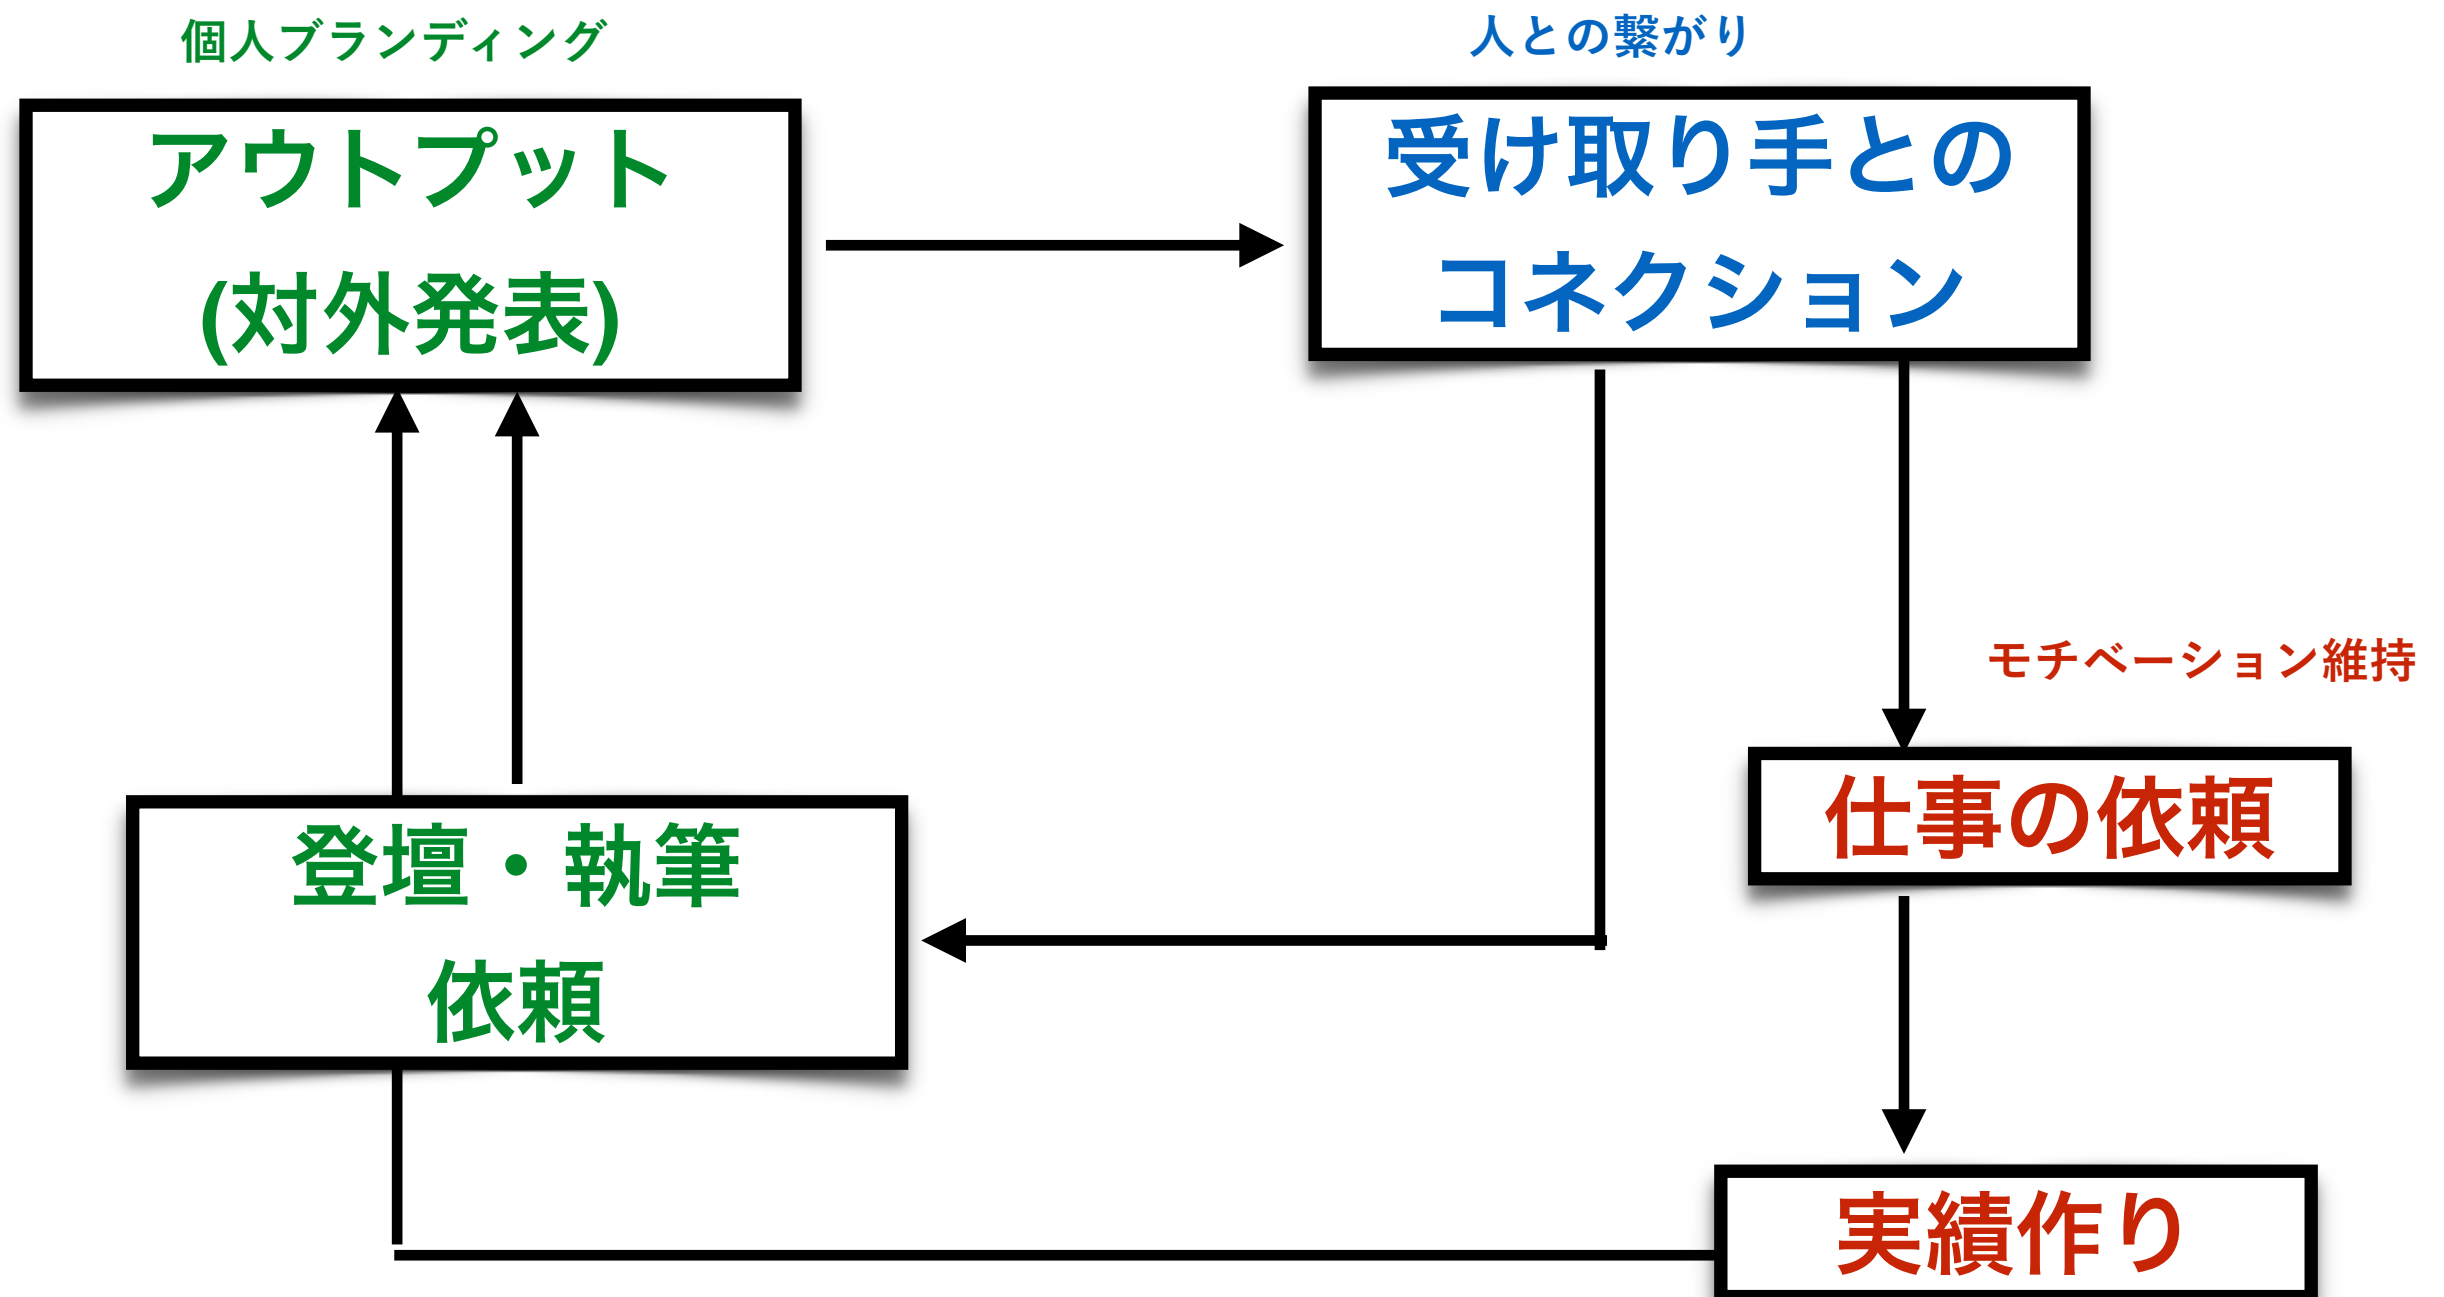 個人ブランディング
人との繋がり
アウトプット
(対外発表)
受け取り手との
コネクション
モチベーション維持
仕事の依頼
登壇・執筆
依頼
実績作り